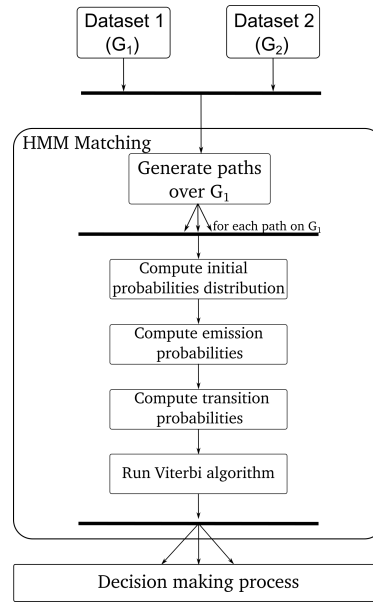 Dataset 1 Dataset 2
(G₁) (G₂)
HMM Matching
Generate paths
over G₁
for each path on G₁
Compute initial
probabilities distribution
Compute emission
probabilities
Compute transition
probabilities
Run Viterbi algorithm
Decision making process